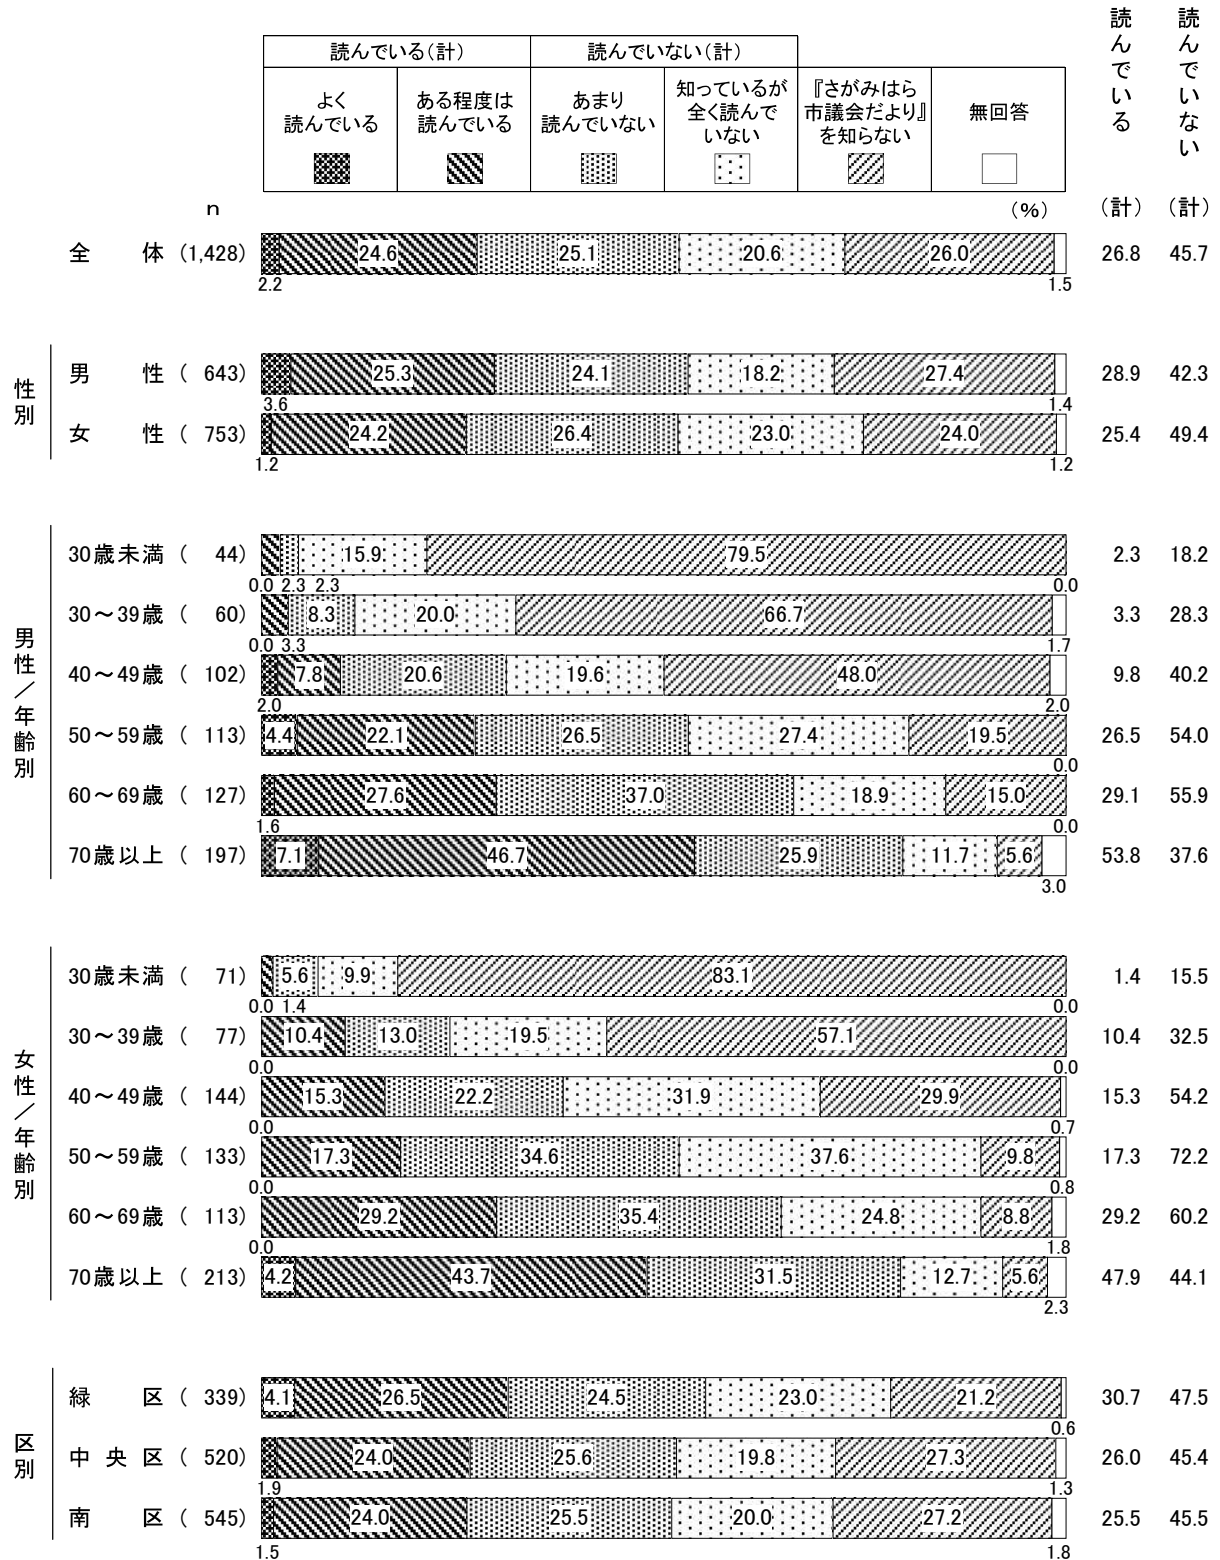 読んでいる（計） 読んでいない（計）
よく
読んでいる
ある程度は
読んでいる
あまり
読んでいない
知っているが
全く読んで
いない
『さがみはら
市議会だより』
を知らない
無回答
読んでいる（計）
読んでいない（計）
n （％）
全体 (1,428) 24.6 25.1 20.6 26.0 26.8 45.7
2.2 1.5
性別
男性 ( 643) 25.3 24.1 18.2 27.4 28.9 42.3
3.6 1.4
女性 ( 753) 24.2 26.4 23.0 24.0 25.4 49.4
1.2 1.2
男性／年齢別
30歳未満 ( 44) 15.9 79.5 2.3 18.2
0.0 2.3 2.3 0.0
30～39歳 ( 60) 8.3 20.0 66.7 3.3 28.3
0.0 3.3 1.7
40～49歳 ( 102) 7.8 20.6 19.6 48.0 9.8 40.2
2.0 2.0
50～59歳 ( 113) 4.4 22.1 26.5 27.4 19.5 26.5 54.0
0.0
60～69歳 ( 127) 27.6 37.0 18.9 15.0 29.1 55.9
1.6 0.0
70歳以上 ( 197) 7.1 46.7 25.9 11.7 5.6 53.8 37.6
3.0
女性／年齢別
30歳未満 ( 71) 5.6 9.9 83.1 1.4 15.5
0.0 1.4 0.0
30～39歳 ( 77) 10.4 13.0 19.5 57.1 10.4 32.5
0.0 0.0
40～49歳 ( 144) 15.3 22.2 31.9 29.9 15.3 54.2
0.0 0.7
50～59歳 ( 133) 17.3 34.6 37.6 9.8 17.3 72.2
0.0 0.8
60～69歳 ( 113) 29.2 35.4 24.8 8.8 29.2 60.2
0.0 1.8
70歳以上 ( 213) 4.2 43.7 31.5 12.7 5.6 47.9 44.1
2.3
区別
緑区 ( 339) 4.1 26.5 24.5 23.0 21.2 30.7 47.5
0.6
中央区 ( 520) 24.0 25.6 19.8 27.3 26.0 45.4
1.9 1.3
南区 ( 545) 24.0 25.5 20.0 27.2 25.5 45.5
1.5 1.8